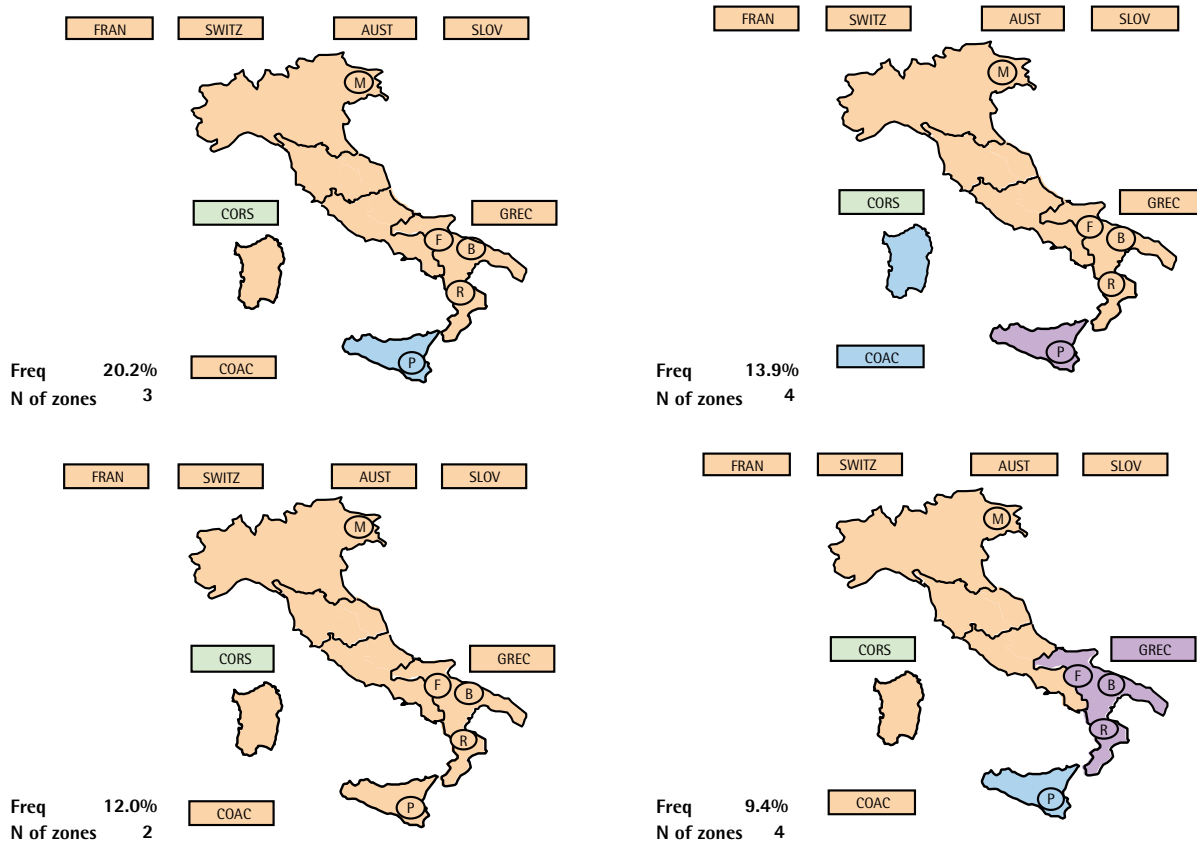 FRAN SWITZ AUST SLOV
M
CORS GREC
F B
R
P
COAC
Freq 20.2%
N of zones 3
FRAN SWITZ AUST SLOV
M
CORS GREC
F B
R
P
COAC
Freq 13.9%
N of zones 4
FRAN SWITZ AUST SLOV
M
CORS GREC
F B
R
P
COAC
Freq 12.0%
N of zones 2
FRAN SWITZ AUST SLOV
M
CORS GREC
F B
R
P
COAC
Freq 9.4%
N of zones 4